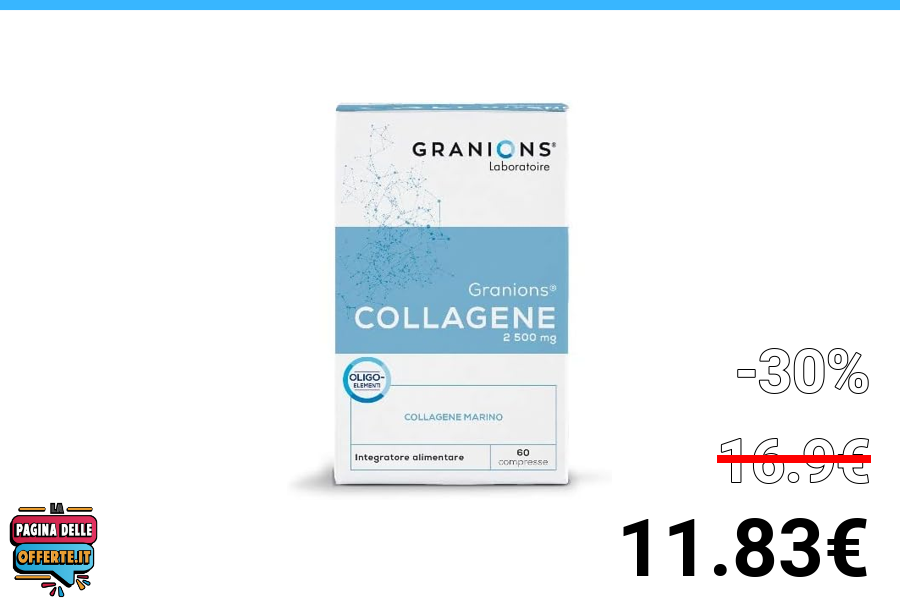 GRANIONS®
Laboratoire
Granions®
COLLAGENE
2 500 mg
OLIGO-
ELEMENTI
COLLAGENE MARINO
Integratore alimentare
60
compresse
-30%
16.9€
11.83€
LA
PAGINA DELLE
OFFERTE.IT